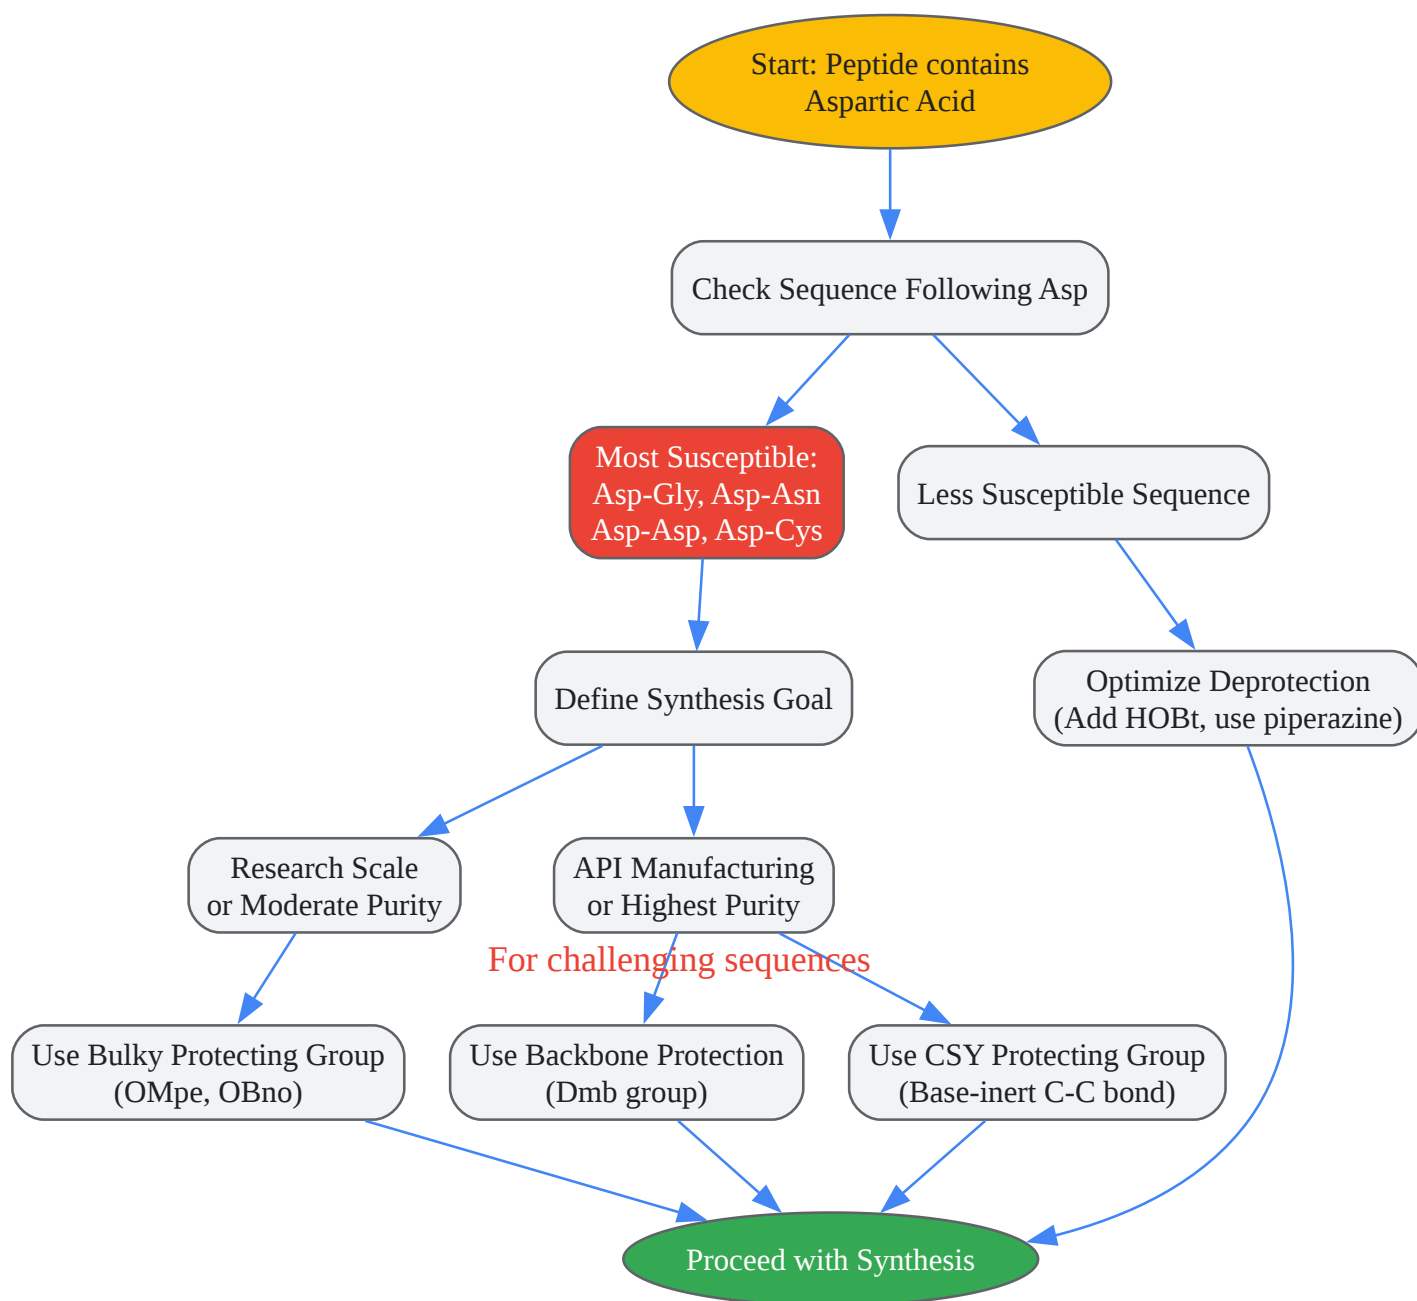 Start: Peptide contains
Aspartic Acid
Check Sequence Following Asp
Most Susceptible:
Asp-Gly, Asp-Asn
Asp-Asp, Asp-Cys
Less Susceptible Sequence
Define Synthesis Goal
Optimize Deprotection
(Add HOBt, use piperazine)
Research Scale
or Moderate Purity
API Manufacturing
or Highest Purity
For challenging sequences
Use Bulky Protecting Group
(OMpe, OBno)
Use Backbone Protection
(Dmb group)
Use CSY Protecting Group
(Base-inert C-C bond)
Proceed with Synthesis